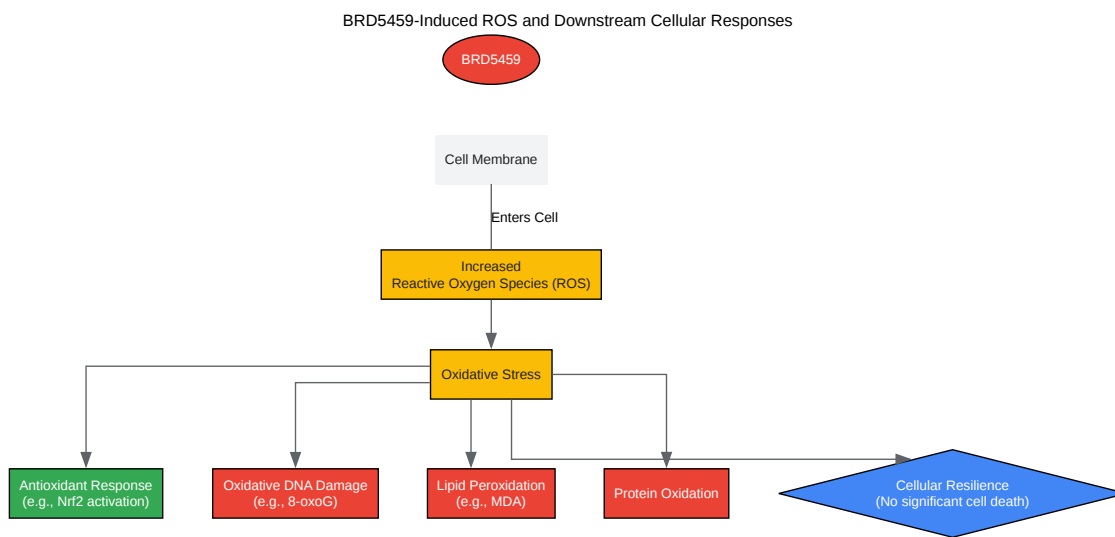 BRD5459-Induced ROS and Downstream Cellular Responses
BRD5459
Cell Membrane
Enters Cell
Increased
Reactive Oxygen Species (ROS)
Oxidative Stress
Antioxidant Response
(e.g., Nrf2 activation)
Oxidative DNA Damage
(e.g., 8-oxoG)
Lipid Peroxidation
(e.g., MDA)
Protein Oxidation
Cellular Resilience
(No significant cell death)